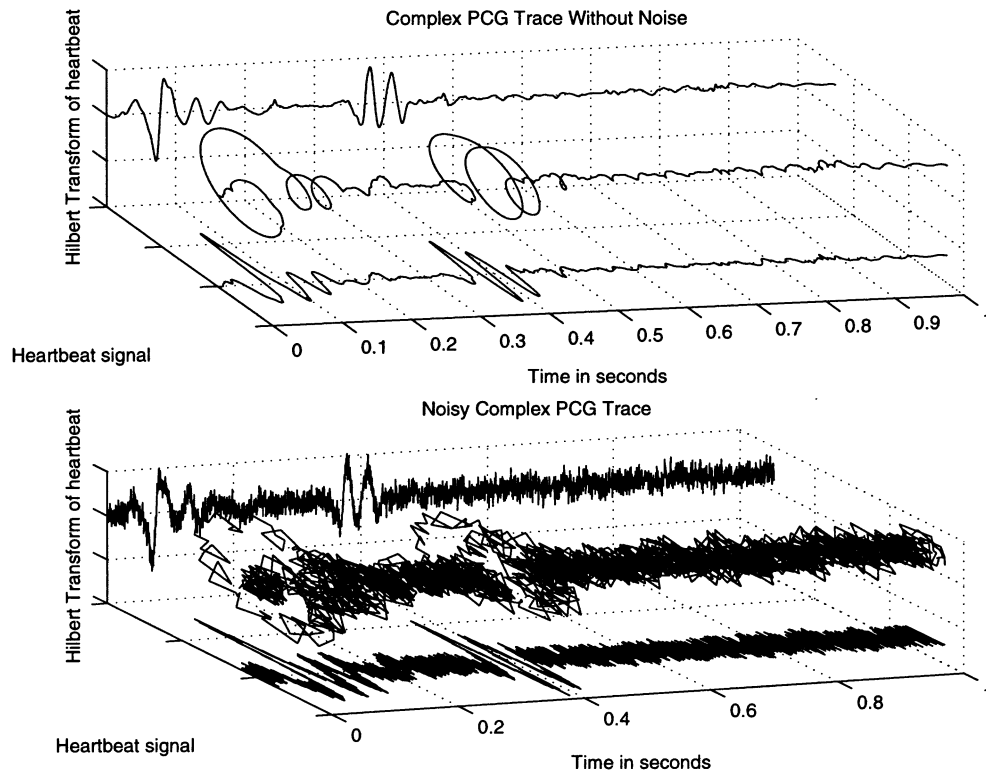 Complex PCG Trace Without Noise
Hilbert Transform of heartbeat
0 0.1 0.2 0.3 0.4 0.5 0.6 0.7 0.8 0.9
Heartbeat signal
Time in seconds
Noisy Complex PCG Trace
Hilbert Transform of heartbeat
0 0.2 0.4 0.6 0.8
Heartbeat signal
Time in seconds